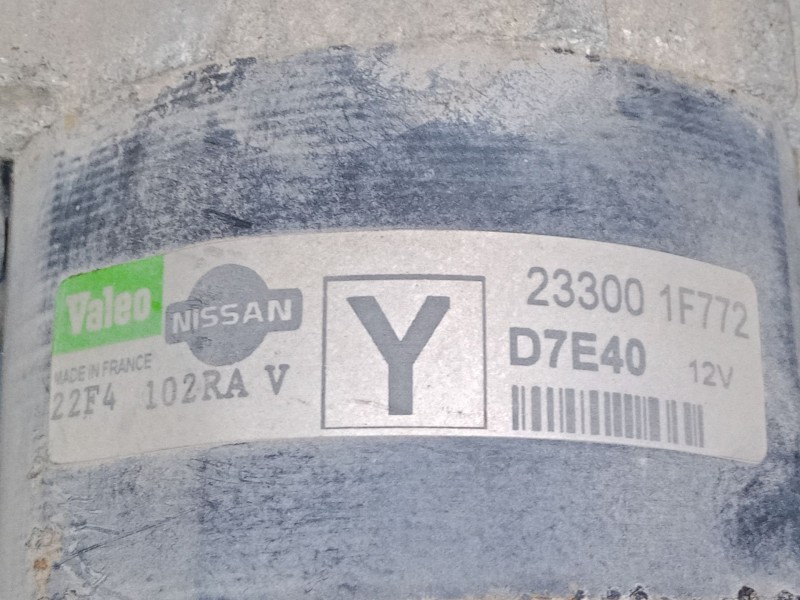 Valeo
NISSAN
MADE IN FRANCE
22F4 102RA V
Y
23300 1F772
D7E40 12V